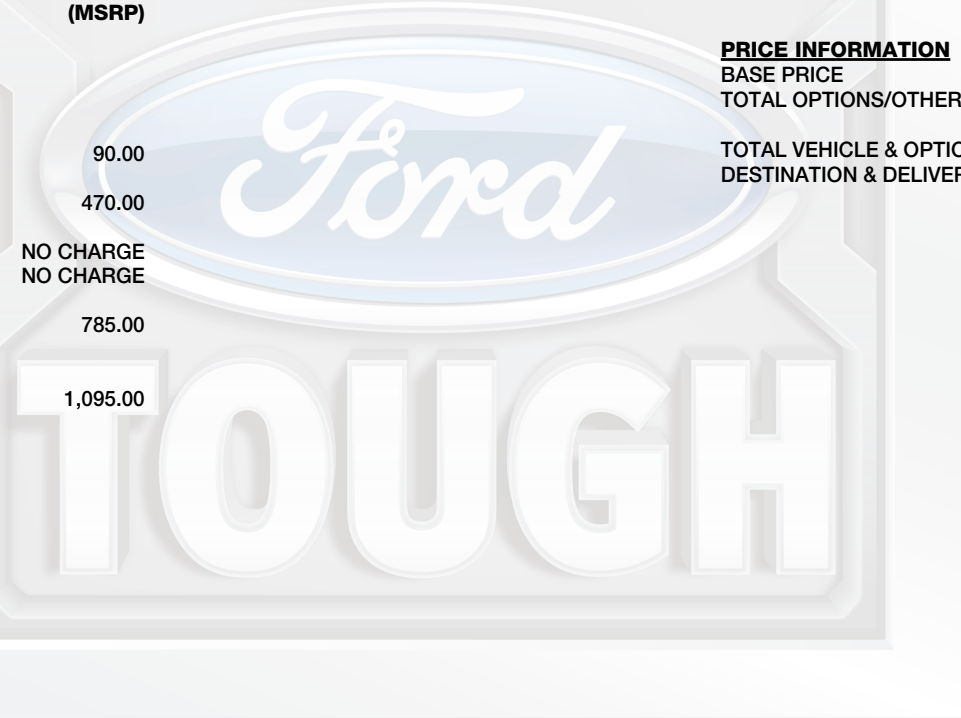 (MSRP)
90.00
470.00
NO CHARGE
NO CHARGE
785.00
1,095.00
PRICE INFORMATION
BASE PRICE
TOTAL OPTIONS/OTHER
TOTAL VEHICLE & OPTIO
DESTINATION & DELIVER
Ford
TOUGH